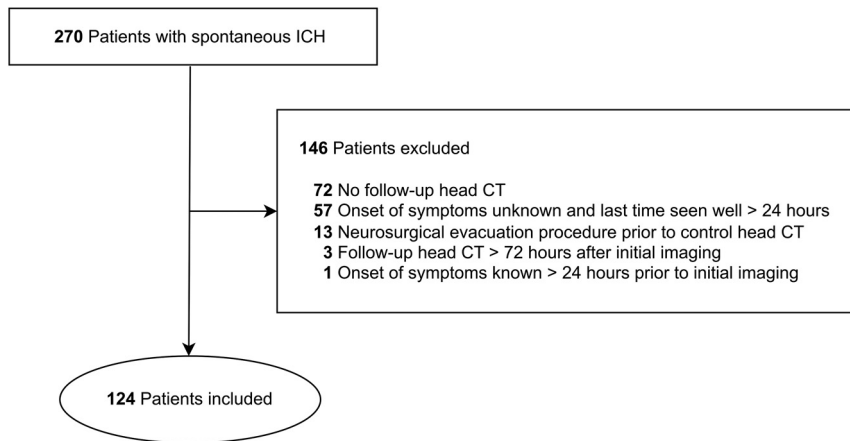 270 Patients with spontaneous ICH
146 Patients excluded
72 No follow-up head CT
57 Onset of symptoms unknown and last time seen well > 24 hours
13 Neurosurgical evacuation procedure prior to control head CT
3 Follow-up head CT > 72 hours after initial imaging
1 Onset of symptoms known > 24 hours prior to initial imaging
124 Patients included